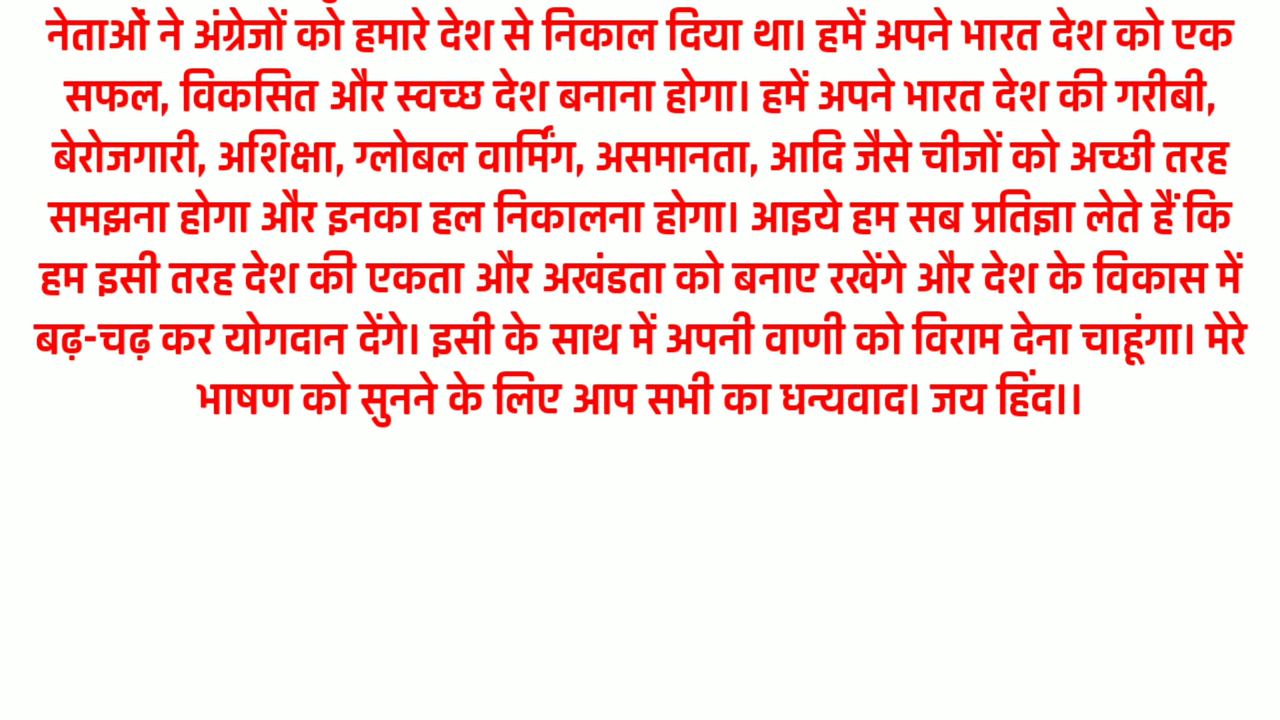 नेताओं ने अंग्रेजों को हमारे देश से निकाल दिया था। हमें अपने भारत देश को एक
सफल, विकसित और स्वच्छ देश बनाना होगा। हमें अपने भारत देश की गरीबी,
बेरोजगारी, अशिक्षा, ग्लोबल वार्मिंग, असमानता, आदि जैसे चीजों को अच्छी तरह
समझना होगा और इनका हल निकालना होगा। आइये हम सब प्रतिज्ञा लेते हैं कि
हम इसी तरह देश की एकता और अखंडता को बनाए रखेंगे और देश के विकास में
बढ़-चढ़ कर योगदान देंगे। इसी के साथ में अपनी वाणी को विराम देना चाहूंगा। मेरे
भाषण को सुनने के लिए आप सभी का धन्यवाद। जय हिंद।।